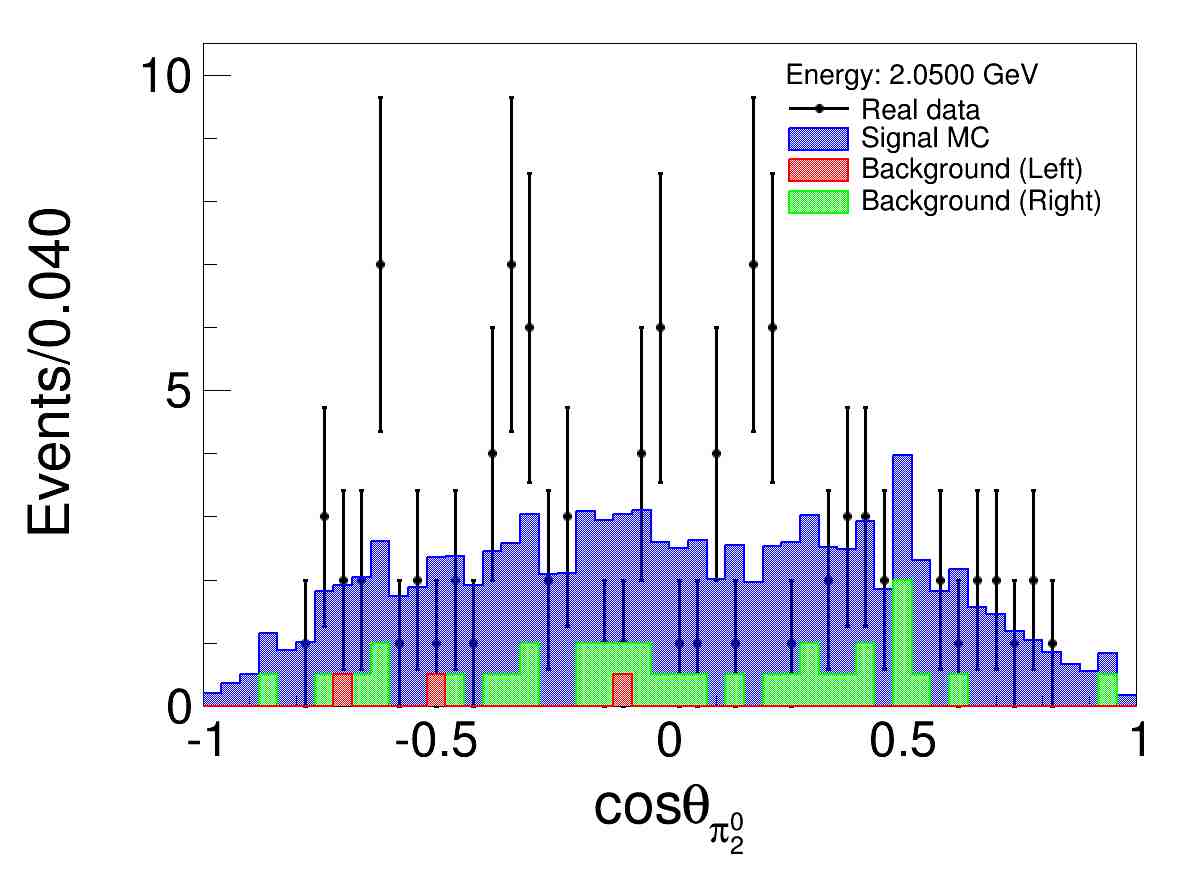 Energy: 2.0500 GeV
Real data
Signal MC
Background (Left)
Background (Right)
Events/0.040
10
5
0
-1
-0.5
0
0.5
1
cosθπ⁰₂